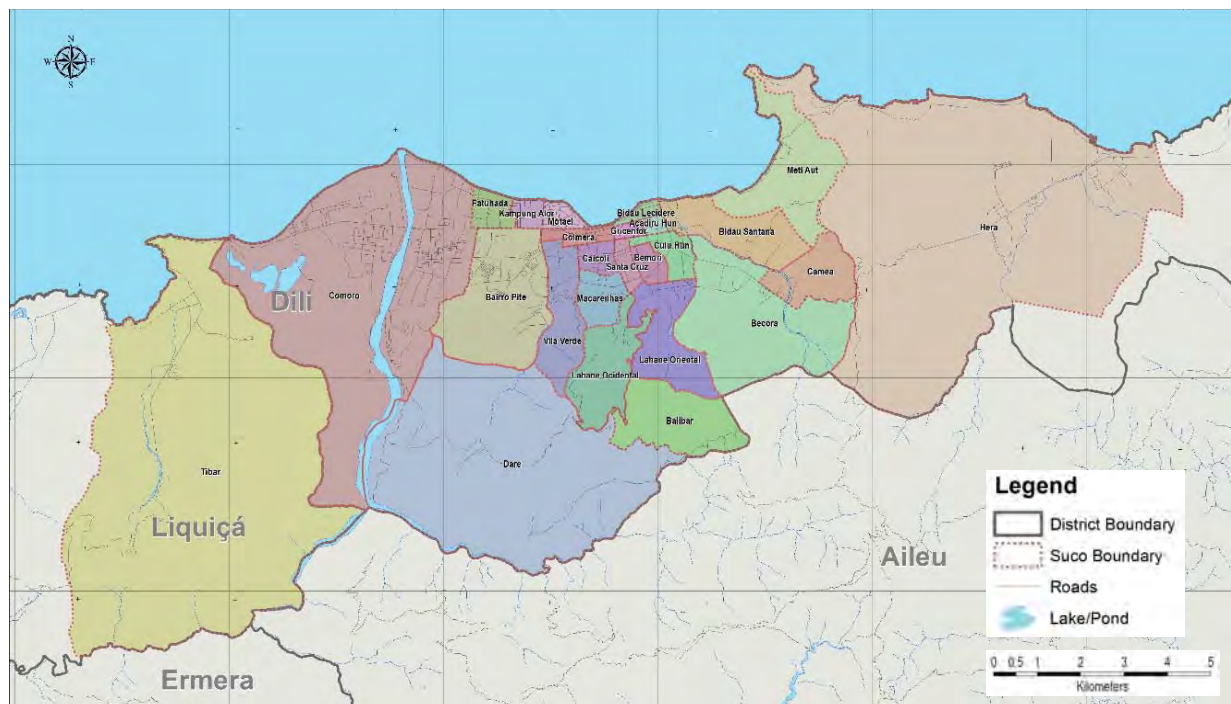 N
W E
S
Meti Aut
Fatuhada
Kampung Alor
Motael
Bidau Lecidere
Acadiru Hun
Gricenfor
Colmera
Bidau Santana
Hera
Culu Hun
Caicoli
Bemori
Santa Cruz
Camea
Dili
Comoro
Bairro Pite
Macarenhas
Becora
Vila Verde
Lahane Oriental
Lahane Ocidental
Balibar
Dare
Tibar
Liquiçá
Aileu
Ermera
Legend
District Boundary
Suco Boundary
Roads
Lake/Pond
0 0.5 1 2 3 4 5
Kilometers